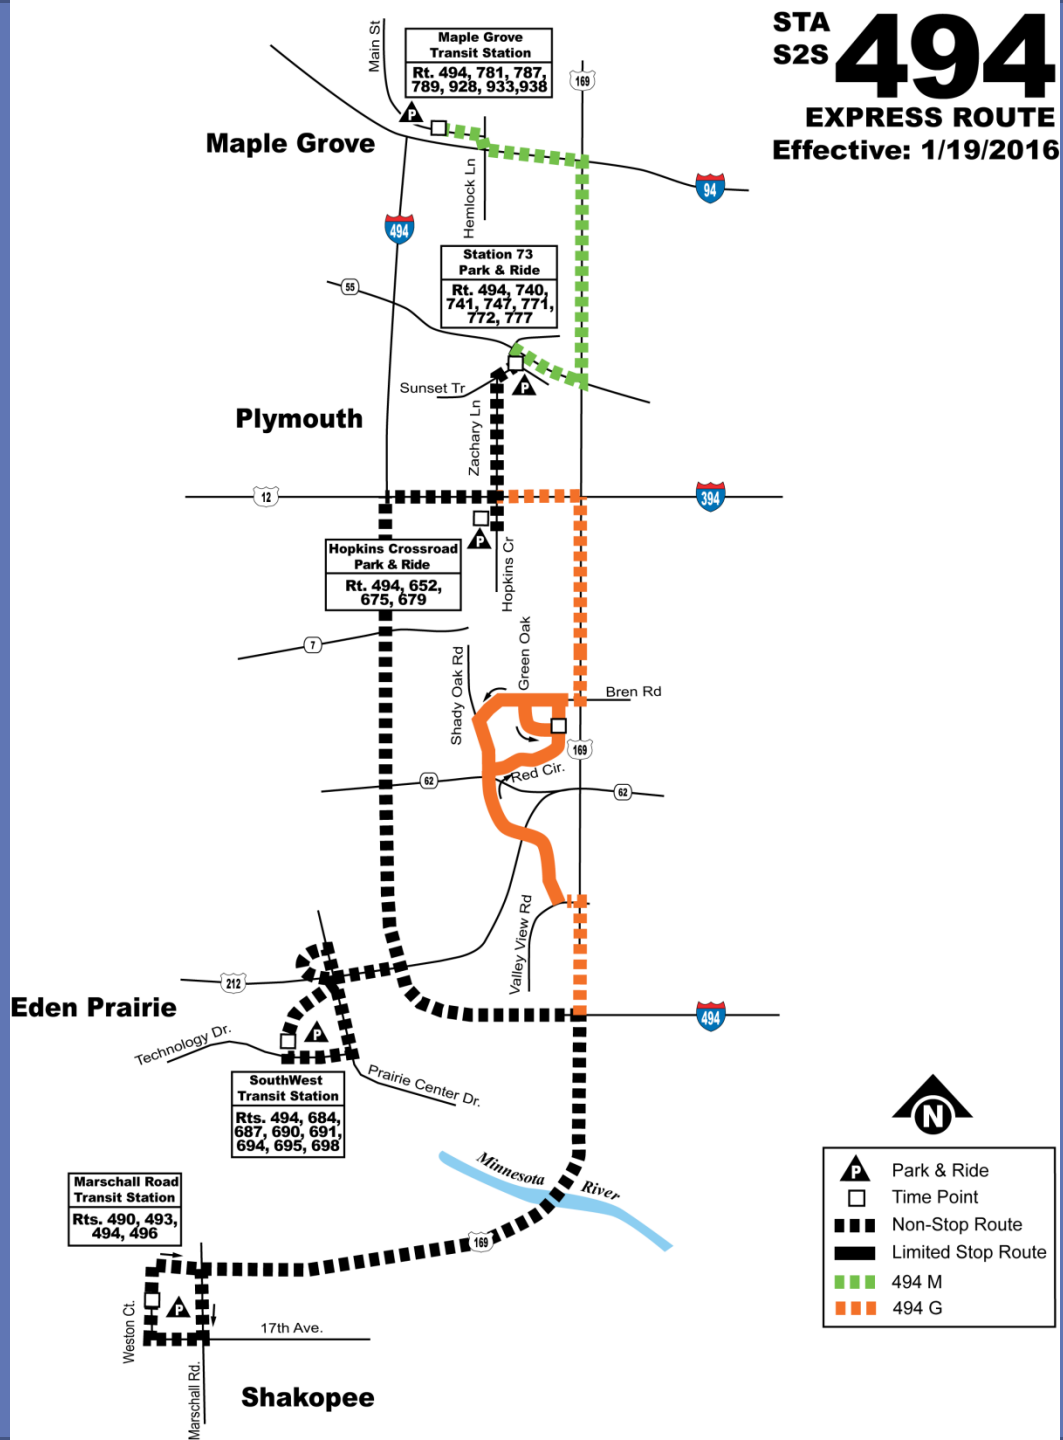 STA
S2S
494
EXPRESS ROUTE
Effective: 1/19/2016
Main St
Maple Grove
Transit Station
Rt. 494, 781, 787,
789, 928, 933,938
169
P
Maple Grove
Hemlock Ln
94
494
Station 73
Park & Ride
Rt. 494, 740,
741, 747, 771,
772, 777
55
Sunset Tr
P
Zachary Ln
Plymouth
12
394
P
Hopkins Crossroad
Park & Ride
Rt. 494, 652,
675, 679
Hopkins Cr
7
Shady Oak Rd
Green Oak
Bren Rd
169
Red Cir.
62
62
Valley View Rd
212
Eden Prairie
494
Technology Dr.
P
Prairie Center Dr.
SouthWest
Transit Station
Rts. 494, 684,
687, 690, 691,
694, 695, 698
Minnesota River
Marschall Road
Transit Station
Rts. 490, 493,
494, 496
169
Weston Ct.
P
17th Ave.
Marschall Rd.
Shakopee
N
P Park & Ride
Time Point
Non-Stop Route
Limited Stop Route
494 M
494 G